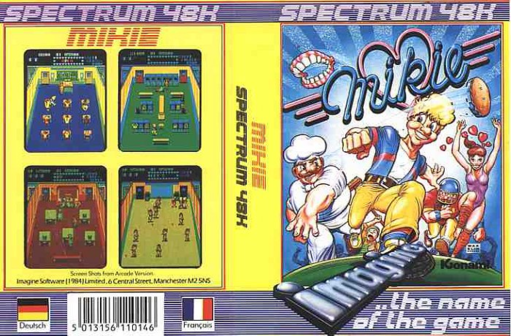 SPECTRUM 48K
MIKIE
Screen Shots from Arcade Version.
Imagine Software (1984) Limited, 6 Central Street, Manchester M2 5NS
Deutsch
5 013156 110146
Français
MIKIE
SPECTRUM 48K
SPECTRUM 48K
mikie
Konami
imagine
...the name
of the game